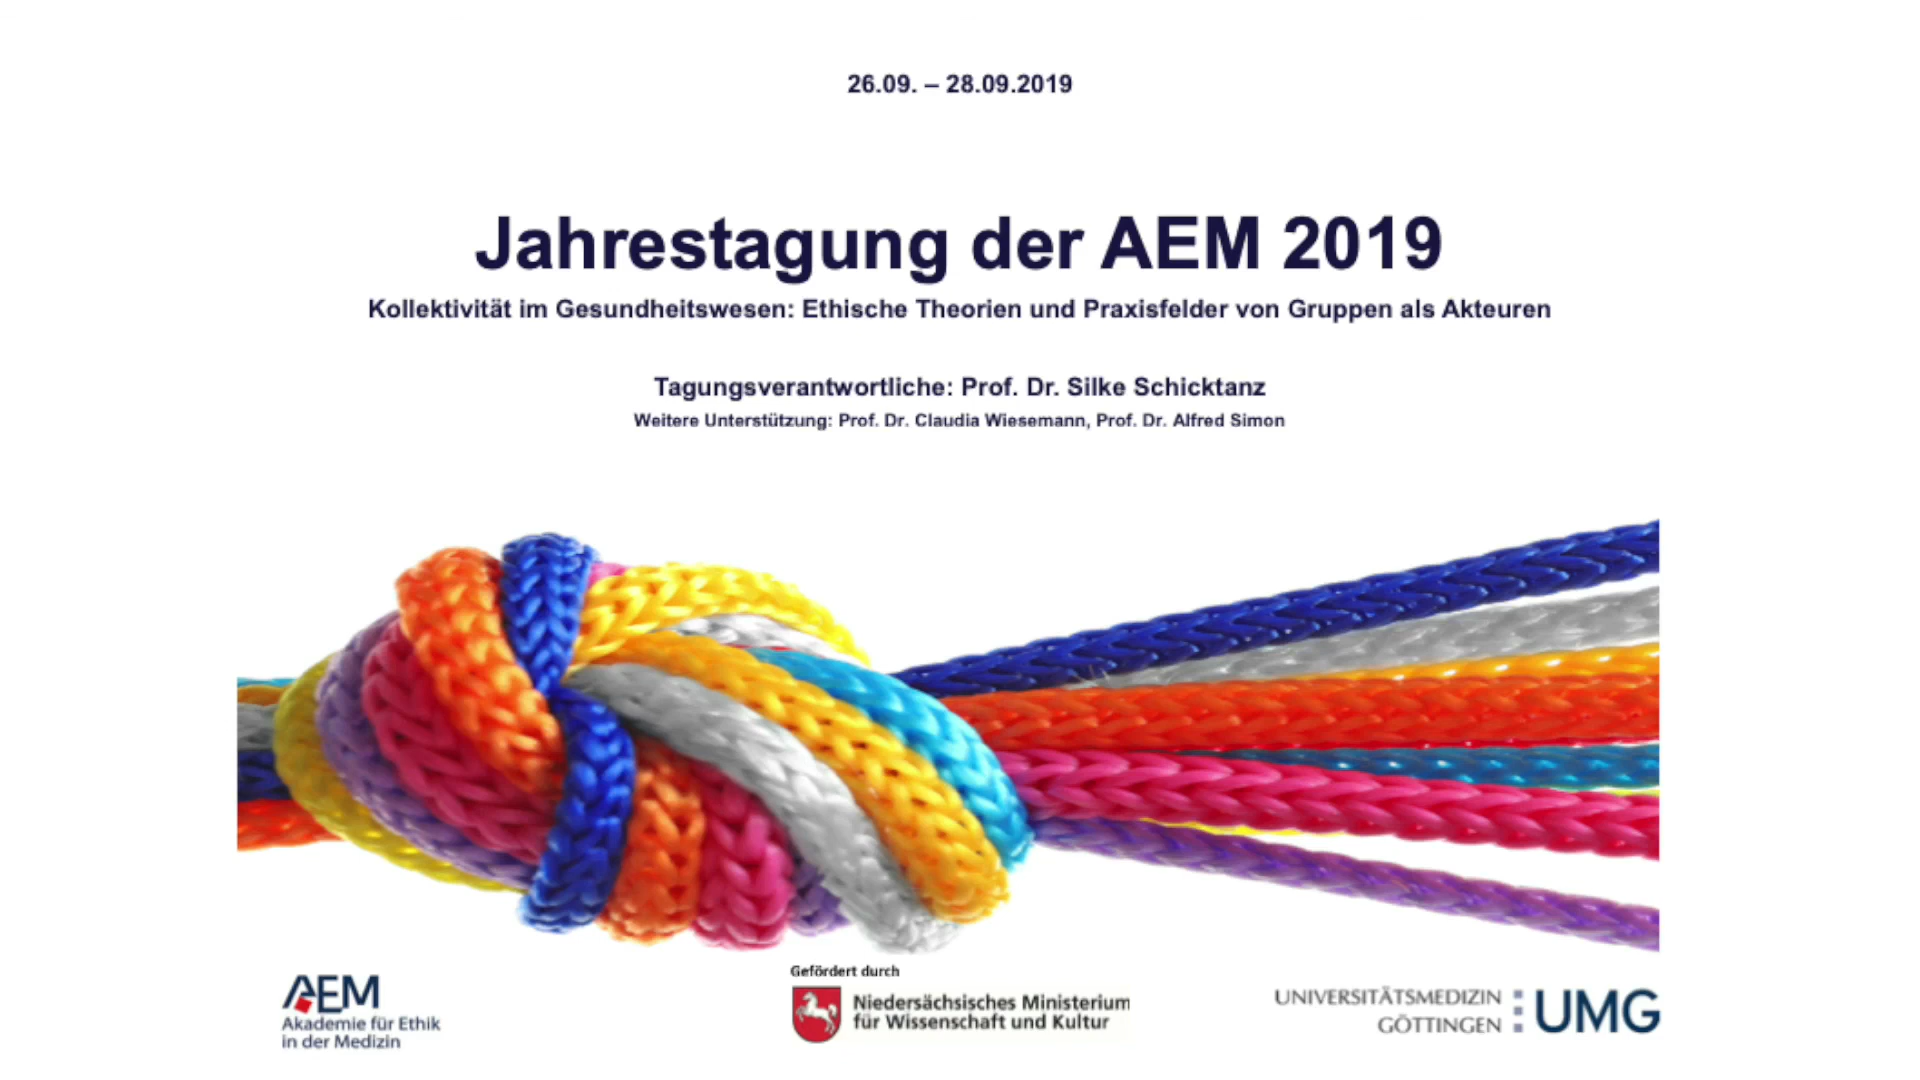 26.09. – 28.09.2019
Jahrestagung der AEM 2019
Kollektivität im Gesundheitswesen: Ethische Theorien und Praxisfelder von Gruppen als Akteuren
Tagungsverantwortliche: Prof. Dr. Silke Schicktanz
Weitere Unterstützung: Prof. Dr. Claudia Wiesemann, Prof. Dr. Alfred Simon
AEM
Akademie für Ethik
in der Medizin
Gefördert durch
Niedersächsisches Ministerium
für Wissenschaft und Kultur
UNIVERSITÄTSMEDIZIN
GÖTTINGEN
UMG